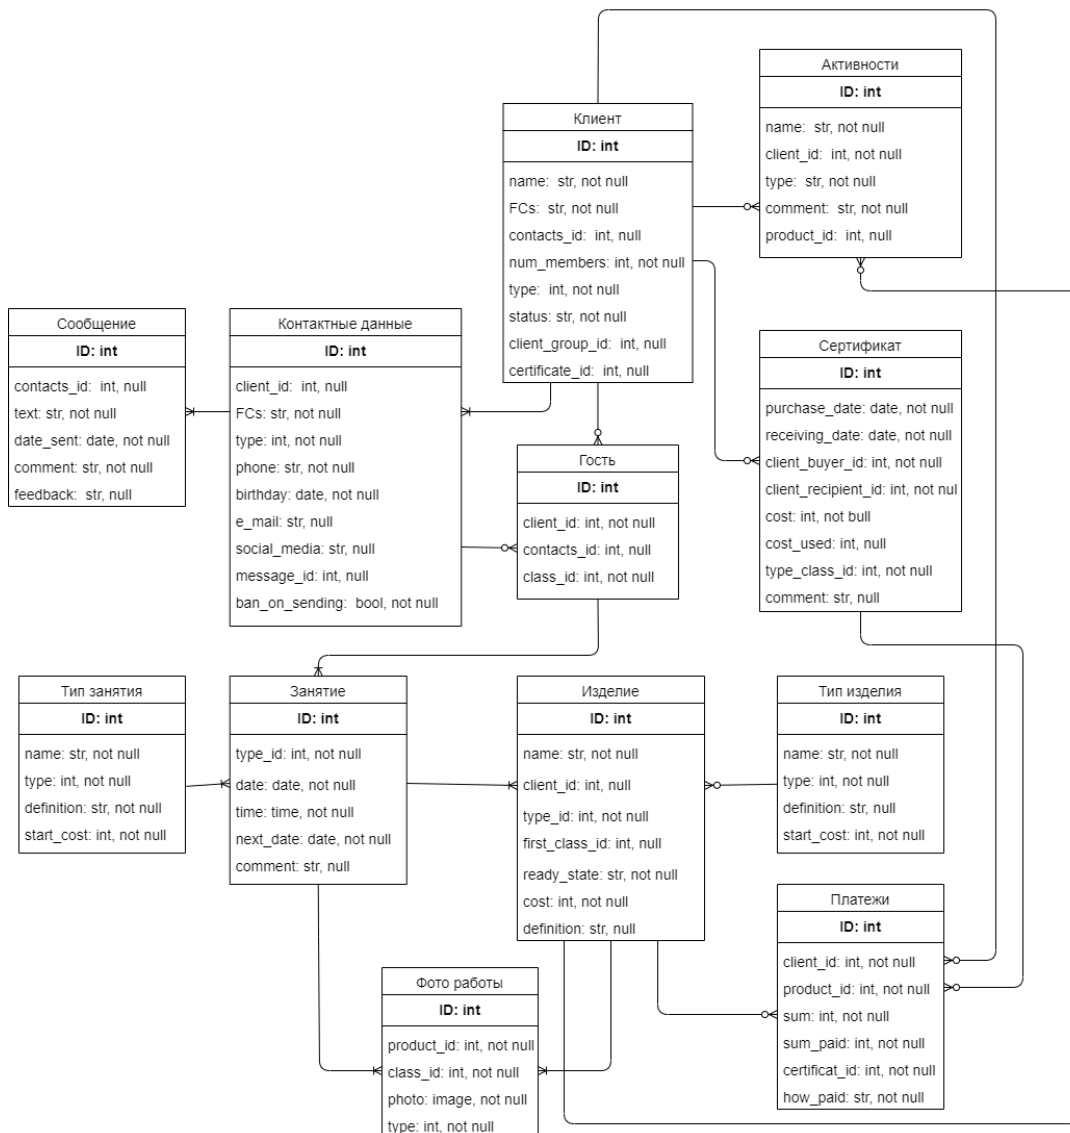 Активности
ID: int
name: str, not null
client_id: int, not null
type: str, not null
comment: str, not null
product_id: int, null
Клиент
ID: int
name: str, not null
FCs: str, not null
contacts_id: int, null
num_members: int, not null
type: int, not null
status: str, not null
client_group_id: int, null
certificate_id: int, null
Сообщение
ID: int
contacts_id: int, null
text: str, not null
date_sent: date, not null
comment: str, not null
feedback: str, null
Контактные данные
ID: int
client_id: int, null
FCs: str, not null
type: int, not null
phone: str, not null
birthday: date, not null
e_mail: str, null
social_media: str, null
message_id: int, null
ban_on_sending: bool, not null
Сертификат
ID: int
purchase_date: date, not null
receiving_date: date, not null
client_buyer_id: int, not null
client_recipient_id: int, not nul
cost: int, not bull
cost_used: int, null
type_class_id: int, not null
comment: str, null
Гость
ID: int
client_id: int, not null
contacts_id: int, null
class_id: int, not null
Тип занятия
ID: int
name: str, not null
type: int, not null
definition: str, not null
start_cost: int, not null
Занятие
ID: int
type_id: int, not null
date: date, not null
time: time, not null
next_date: date, not null
comment: str, null
Изделие
ID: int
name: str, not null
client_id: int, null
type_id: int, not null
first_class_id: int, null
ready_state: str, not null
cost: int, not null
definition: str, null
Тип изделия
ID: int
name: str, not null
type: int, not null
definition: str, null
start_cost: int, not null
Платежи
ID: int
client_id: int, not null
product_id: int, not null
sum: int, not null
sum_paid: int, not null
certificat_id: int, not null
how_paid: str, not null
Фото работы
ID: int
product_id: int, not null
class_id: int, not null
photo: image, not null
type: int, not null